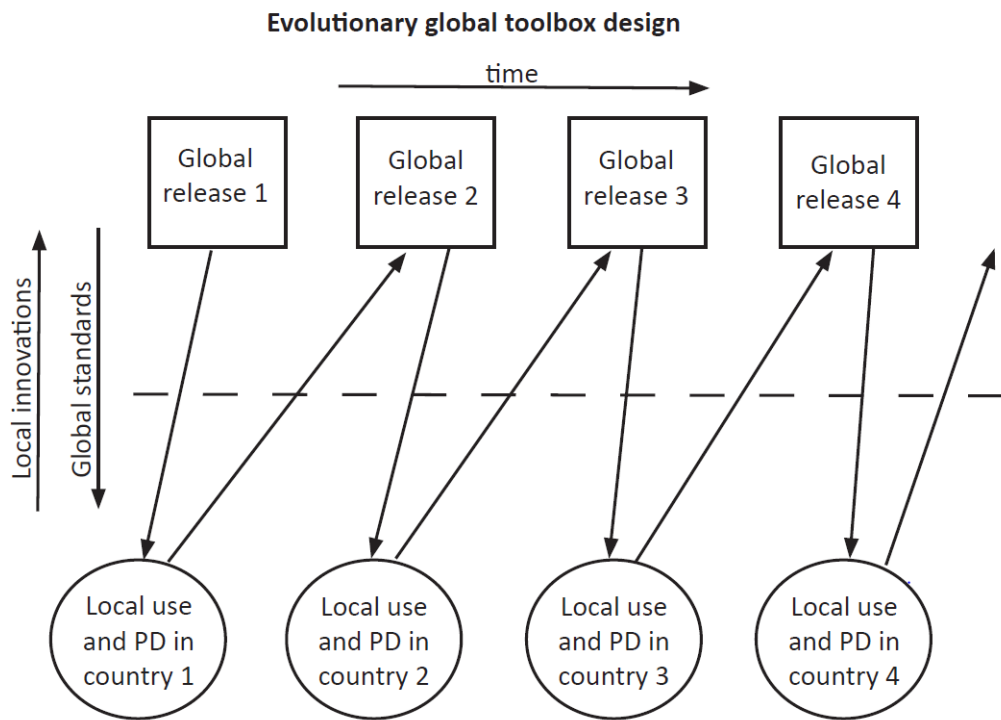 Evolutionary global toolbox design
time
Global
release 1
Global
release 2
Global
release 3
Global
release 4
Local innovations
Global standards
Local use
and PD in
country 1
Local use
and PD in
country 2
Local use
and PD in
country 3
Local use
and PD in
country 4